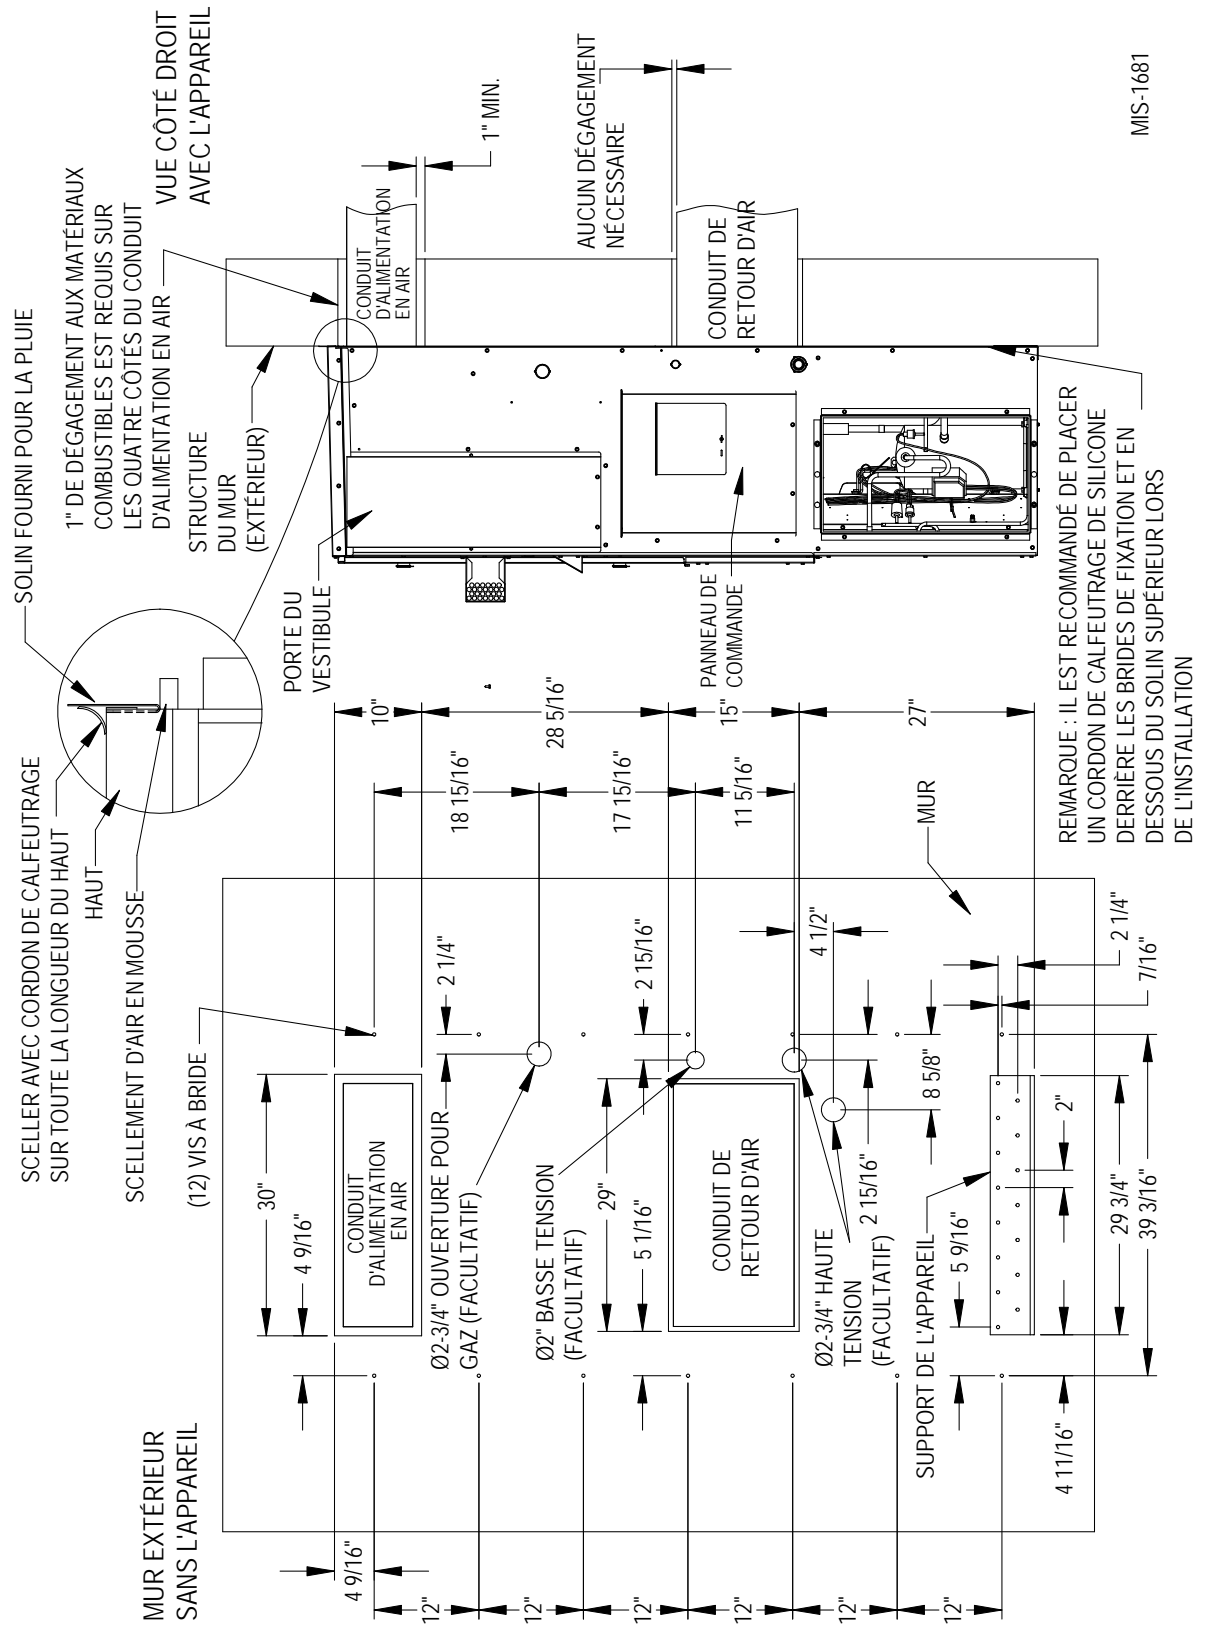 MUR EXTÉRIEUR
SANS L'APPAREIL
4 9/16"
12"
12"
12"
12"
12"
12"
SCELLER AVEC CORDON DE CALFEUTRAGE
SUR TOUTE LA LONGUEUR DU HAUT
HAUT
SCELLEMENT D'AIR EN MOUSSE
SOLIN FOURNI POUR LA PLUIE
(12) VIS À BRIDE
30"
4 9/16"
CONDUIT
D'ALIMENTATION
EN AIR
Ø2-3/4" OUVERTURE POUR
GAZ (FACULTATIF)
2 1/4"
Ø2" BASSE TENSION
(FACULTATIF)
29"
5 1/16"
2 15/16"
CONDUIT DE
RETOUR D'AIR
Ø2-3/4" HAUTE
TENSION
(FACULTATIF)
2 15/16"
4 1/2"
8 5/8"
SUPPORT DE L'APPAREIL
5 9/16"
2"
29 3/4"
39 3/16"
4 11/16"
2 1/4"
7/16"
MUR
10"
28 5/16"
15"
27"
18 15/16"
17 15/16"
11 5/16"
VUE CÔTÉ DROIT
AVEC L'APPAREIL
1" DE DÉGAGEMENT AUX MATÉRIAUX
COMBUSTIBLES EST REQUIS SUR
LES QUATRE CÔTÉS DU CONDUIT
D'ALIMENTATION EN AIR
STRUCTURE
DU MUR
(EXTÉRIEUR)
PORTE DU
VESTIBULE
CONDUIT
D'ALIMENTATION
EN AIR
1" MIN.
AUCUN DÉGAGEMENT
NÉCESSAIRE
CONDUIT DE
RETOUR D'AIR
PANNEAU DE
COMMANDE
REMARQUE : IL EST RECOMMANDÉ DE PLACER
UN CORDON DE CALFEUTRAGE DE SILICONE
DERRIÈRE LES BRIDES DE FIXATION ET EN
DESSOUS DU SOLIN SUPÉRIEUR LORS
DE L'INSTALLATION
MIS-1681